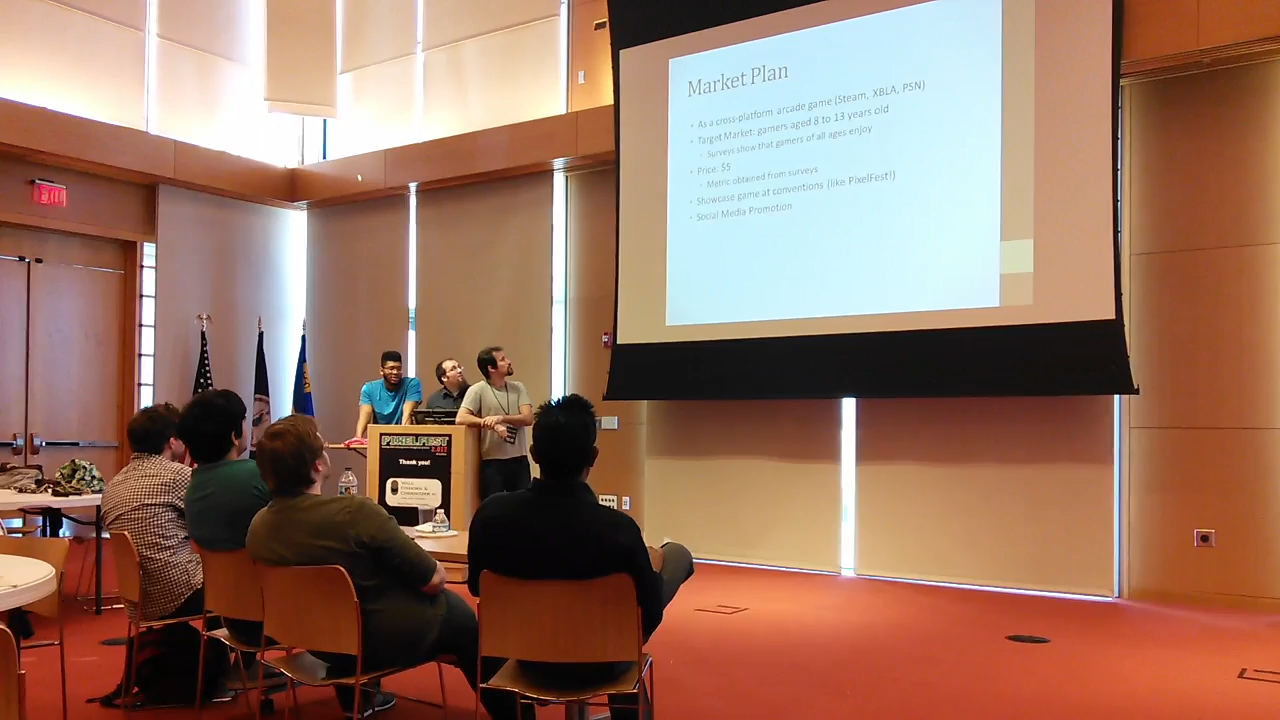 Market Plan
• As a cross-platform arcade game (Steam, XBLA, PSN)
• Target Market: gamers aged 8 to 13 years old
◦ Surveys show that gamers of all ages enjoy
• Price: $5
◦ Metric obtained from surveys
• Showcase game at conventions (like PixelFest!)
• Social Media Promotion
EXIT
PIXELFEST
2.017
Thank you!